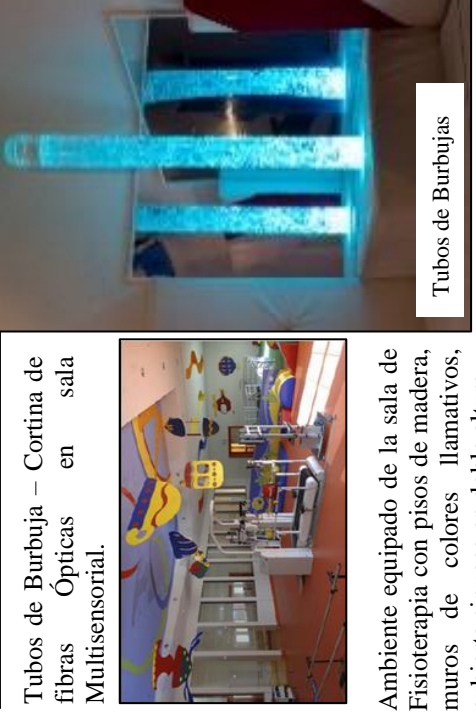 Tubos de Burbuja – Cortina de
fibras Ópticas en sala
Multisensorial.
Ambiente equipado de la sala de
Fisioterapia con pisos de madera,
muros de colores llamativos,
Tubos de Burbujas